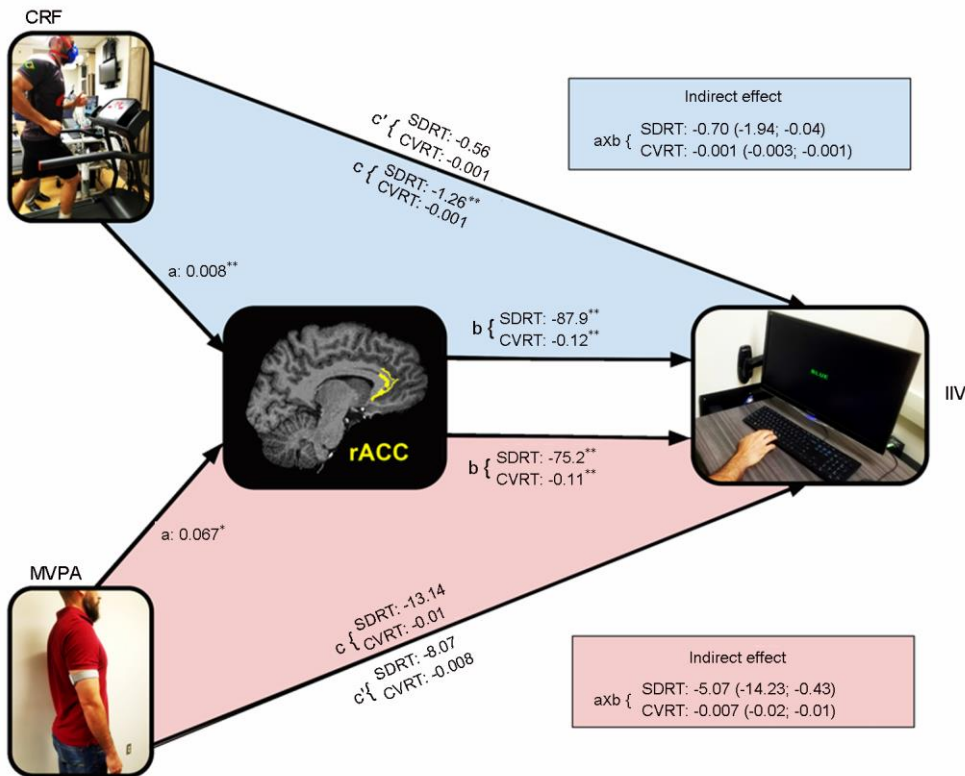 CRF
c' { SDRT: -0.56
CVRT: -0.001
c { SDRT: -1.26**
CVRT: -0.001
Indirect effect
aXb { SDRT: -0.70 (-1.94; -0.04)
CVRT: -0.001 (-0.003; -0.001)
a: 0.008**
b { SDRT: -87.9**
CVRT: -0.12**
BLUE
IIV
rACC
b { SDRT: -75.2**
CVRT: -0.11**
a: 0.067*
MVPA
c { SDRT: -13.14
CVRT: -0.01
c' { SDRT: -8.07
CVRT: -0.008
Indirect effect
aXb { SDRT: -5.07 (-14.23; -0.43)
CVRT: -0.007 (-0.02; -0.01)